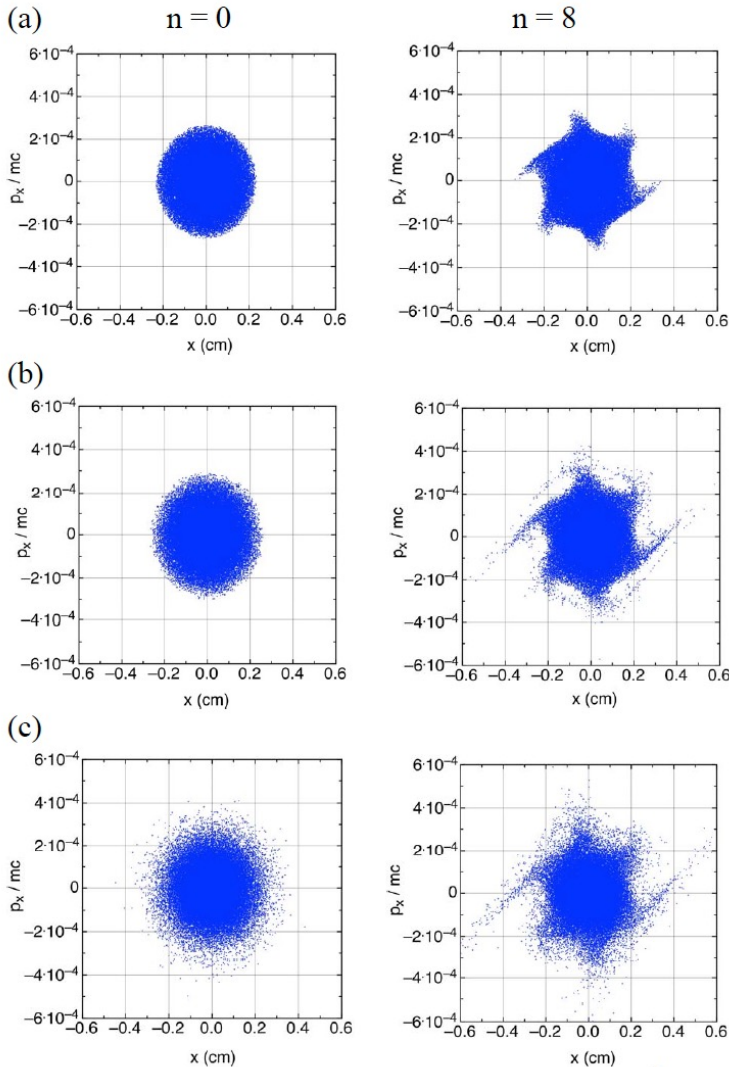 (a) n = 0 n = 8
6·10⁻⁴ 6·10⁻⁴
4·10⁻⁴ 4·10⁻⁴
2·10⁻⁴ 2·10⁻⁴
pₓ / mc 0 pₓ / mc 0
−2·10⁻⁴ −2·10⁻⁴
−4·10⁻⁴ −4·10⁻⁴
−6·10⁻⁴ −6·10⁻⁴
−0.6 −0.4 −0.2 0.0 0.2 0.4 0.6 −0.6 −0.4 −0.2 0.0 0.2 0.4 0.6
x (cm) x (cm)
(b)
6·10⁻⁴ 6·10⁻⁴
4·10⁻⁴ 4·10⁻⁴
2·10⁻⁴ 2·10⁻⁴
pₓ / mc 0 pₓ / mc 0
−2·10⁻⁴ −2·10⁻⁴
−4·10⁻⁴ −4·10⁻⁴
−6·10⁻⁴ −6·10⁻⁴
−0.6 −0.4 −0.2 0.0 0.2 0.4 0.6 −0.6 −0.4 −0.2 0.0 0.2 0.4 0.6
x (cm) x (cm)
(c)
6·10⁻⁴ 6·10⁻⁴
4·10⁻⁴ 4·10⁻⁴
2·10⁻⁴ 2·10⁻⁴
pₓ / mc 0 pₓ / mc 0
−2·10⁻⁴ −2·10⁻⁴
−4·10⁻⁴ −4·10⁻⁴
−6·10⁻⁴ −6·10⁻⁴
−0.6 −0.4 −0.2 0.0 0.2 0.4 0.6 −0.6 −0.4 −0.2 0.0 0.2 0.4 0.6
x (cm) x (cm)